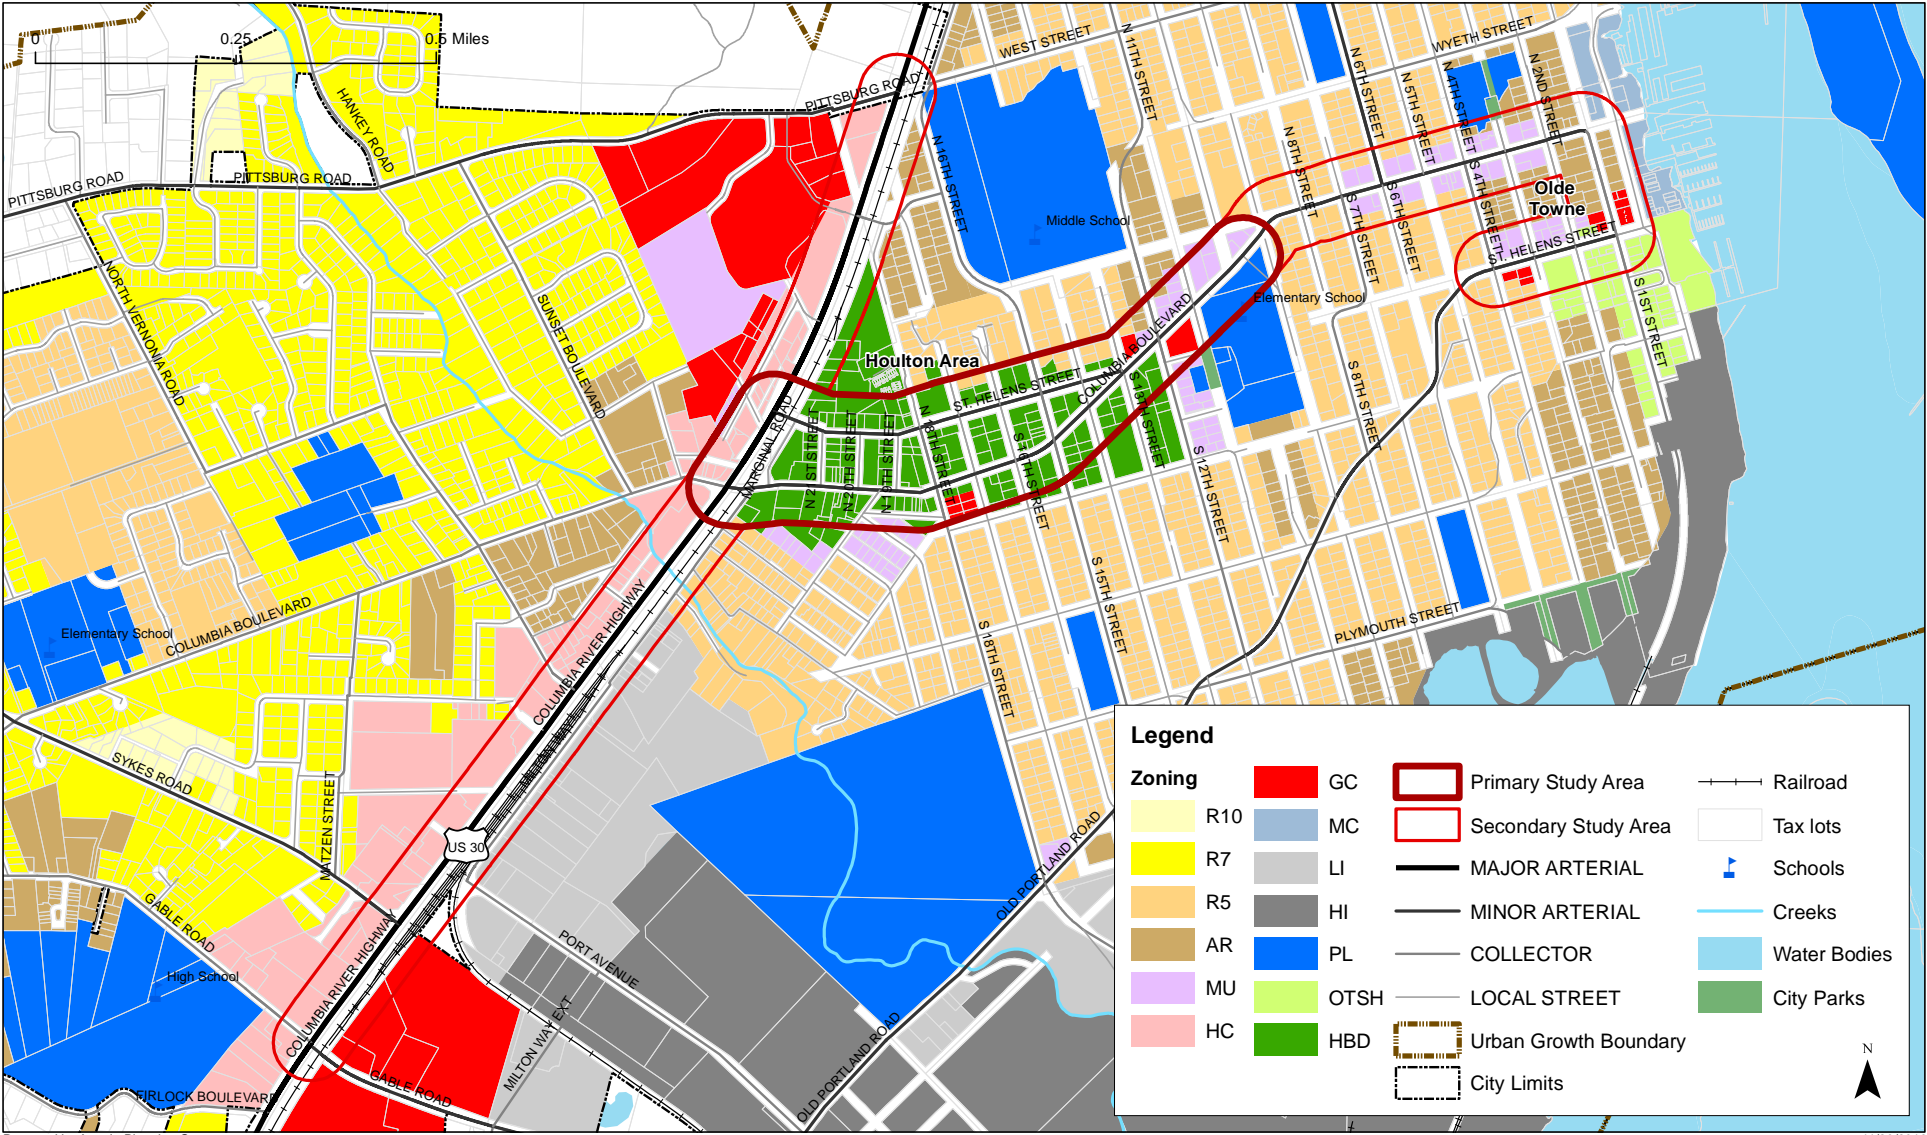 0 0.25 0.5 Miles
WEST STREET
WYETH STREET
N 11TH STREET
N 6TH STREET
N 5TH STREET
N 4TH STREET
N 2ND STREET
HANKEY ROAD
PITTSBURG ROAD
PITTSBURG ROAD
PITTSBURG ROAD
N 16TH STREET
N 8TH STREET
S 7TH STREET
S 6TH STREET
S 4TH STREET
Olde
Towne
Middle School
ST. HELENS STREET
Elementary School
S 1ST STREET
NORTH VERNONIA ROAD
SUNSET BOULEVARD
Houlton Area
ST. HELENS STREET
COLUMBIA BOULEVARD
S 13TH STREET
S 8TH STREET
MARGINAL ROAD
N 21ST STREET
N 20TH STREET
N 19TH STREET
N 18TH STREET
S 16TH STREET
S 12TH STREET
S 15TH STREET
S 18TH STREET
PLYMOUTH STREET
Elementary School
COLUMBIA BOULEVARD
COLUMBIA RIVER HIGHWAY
MILTON WAY
SYKES ROAD
MATZEN STREET
US 30
GABLE ROAD
High School
COLUMBIA RIVER HIGHWAY
PORT AVENUE
OLD PORTLAND ROAD
OLD PORTLAND ROAD
MILTON WAY EXT
GABLE ROAD
FIRLOCK BOULEVARD
Legend
Zoning
R10
R7
R5
AR
MU
HC
GC
MC
LI
HI
PL
OTSH
HBD
Primary Study Area
Secondary Study Area
MAJOR ARTERIAL
MINOR ARTERIAL
COLLECTOR
LOCAL STREET
Urban Growth Boundary
City Limits
Railroad
Tax lots
Schools
Creeks
Water Bodies
City Parks
N